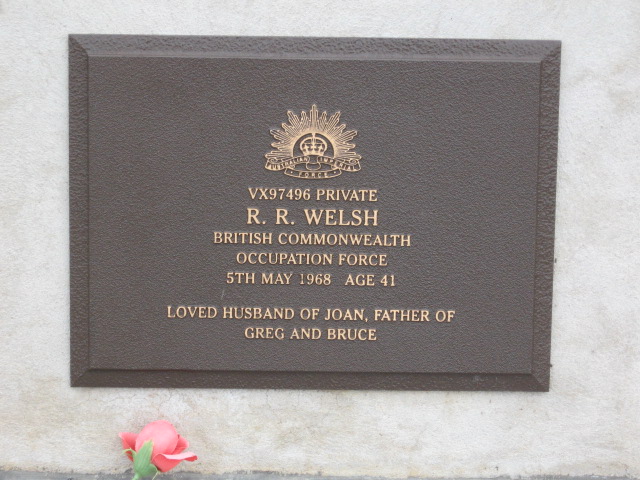 AUSTRALIAN IMPERIAL
FORCE
VX97496 PRIVATE
R. R. WELSH
BRITISH COMMONWEALTH
OCCUPATION FORCE
5TH MAY 1968 AGE 41
LOVED HUSBAND OF JOAN, FATHER OF
GREG AND BRUCE